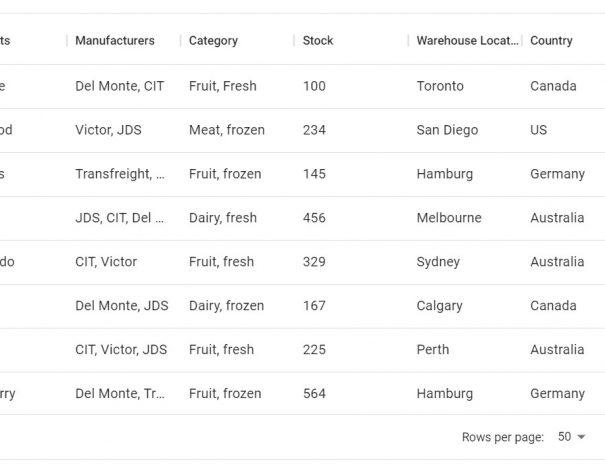 ts Manufacturers Category Stock Warehouse Locat... Country
e Del Monte, CIT Fruit, Fresh 100 Toronto Canada
od Victor, JDS Meat, frozen 234 San Diego US
s Transfreight, ... Fruit, frozen 145 Hamburg Germany
JDS, CIT, Del ... Dairy, fresh 456 Melbourne Australia
do CIT, Victor Fruit, fresh 329 Sydney Australia
Del Monte, JDS Dairy, frozen 167 Calgary Canada
CIT, Victor, JDS Fruit, fresh 225 Perth Australia
rry Del Monte, Tr... Fruit, frozen 564 Hamburg Germany
Rows per page: 50